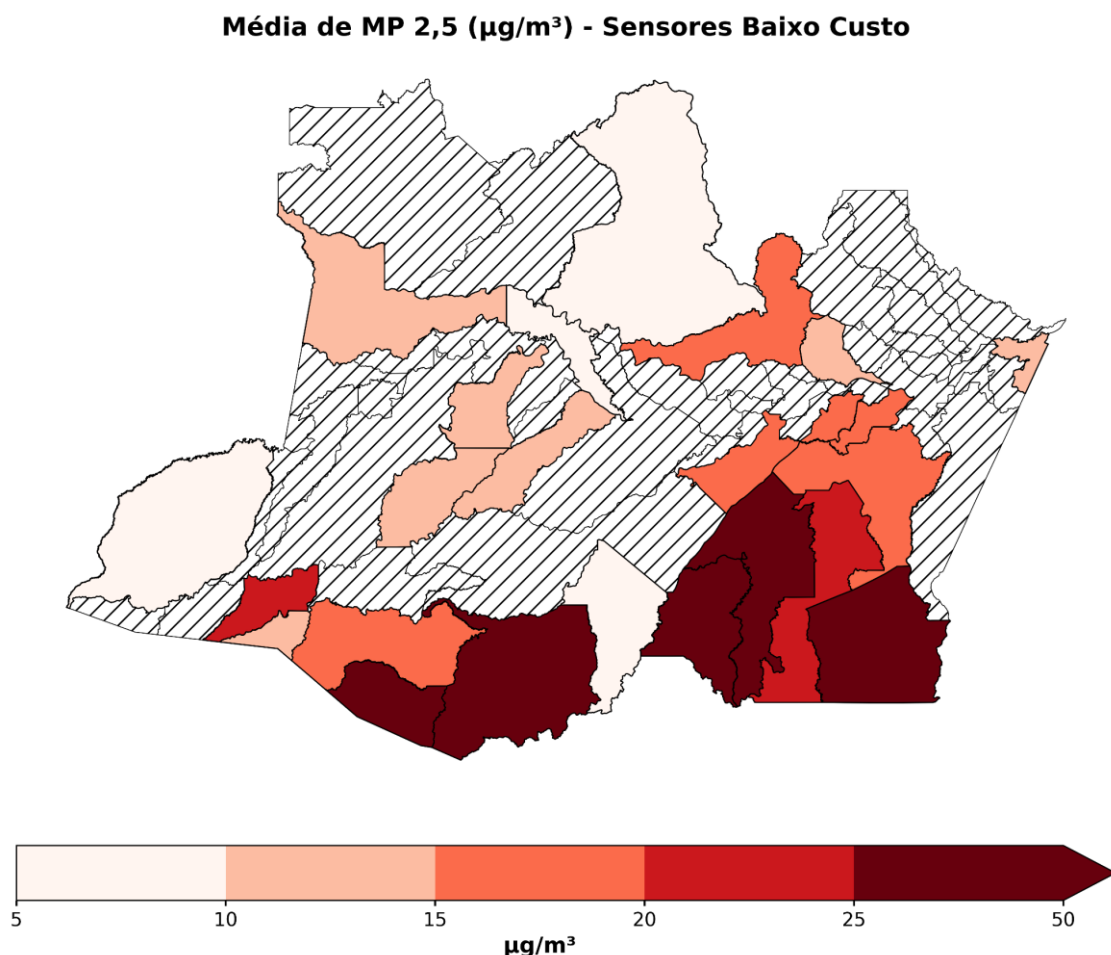 Média de MP 2,5 (μg/m³) - Sensores Baixo Custo
5 10 15 20 25 50
μg/m³